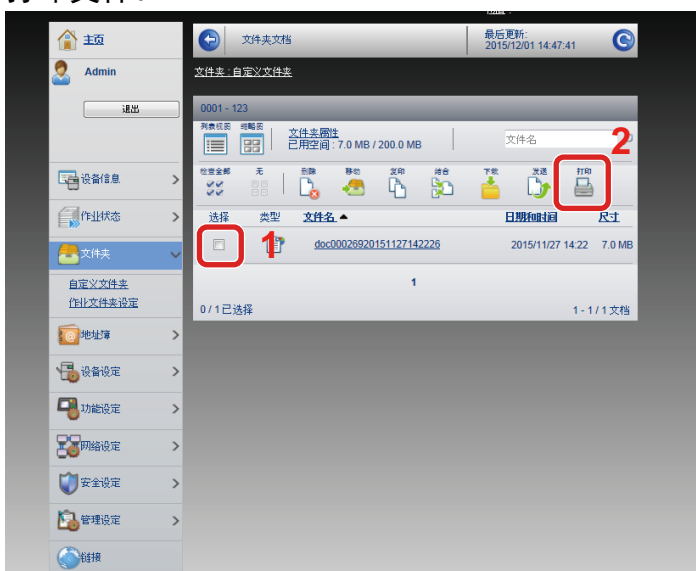 主页
文件夹文档
最后更新:
2015/12/01 14:47:41
Admin
文件夹 : 自定义文件夹
退出
0001 - 123
列表视图 缩略图
文件夹属性
已用空间 : 7.0 MB / 200.0 MB
文件名
2
检查全部 无 删除 移动 复印 结合 下载 发送 打印
设备信息
作业状态
选择 类型 文件名 日期和时间 尺寸
1
doc00026920151127142226 2015/11/27 14:22 7.0 MB
文件夹
1
自定义文件夹
作业文件夹设定
0 / 1已选择
1 - 1 / 1 文档
地址簿
设备设定
功能设定
网络设定
安全设定
管理设定
链接